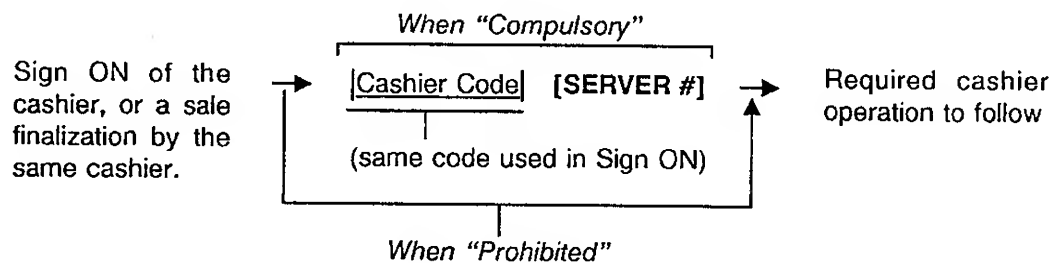 When “Compulsory”
Sign ON of the
cashier, or a sale
finalization by the
same cashier.
Cashier Code [SERVER #]
(same code used in Sign ON)
Required cashier
operation to follow
When “Prohibited”